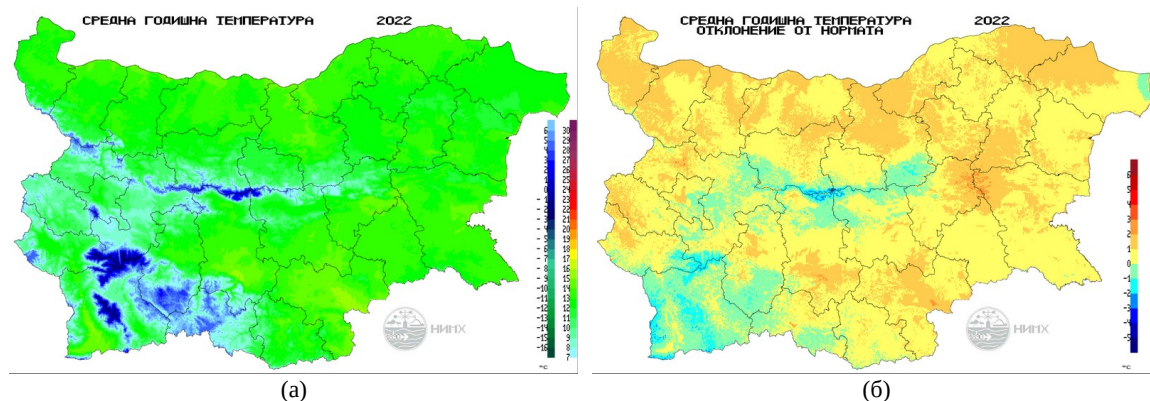 СРЕДНА ГОДИШНА ТЕМПЕРАТУРА 2022
СРЕДНА ГОДИШНА ТЕМПЕРАТУРА 2022
ОТКЛОНЕНИЕ ОТ НОРМАТА
НИМХ
НИМХ
°C
°C
(а)
(б)